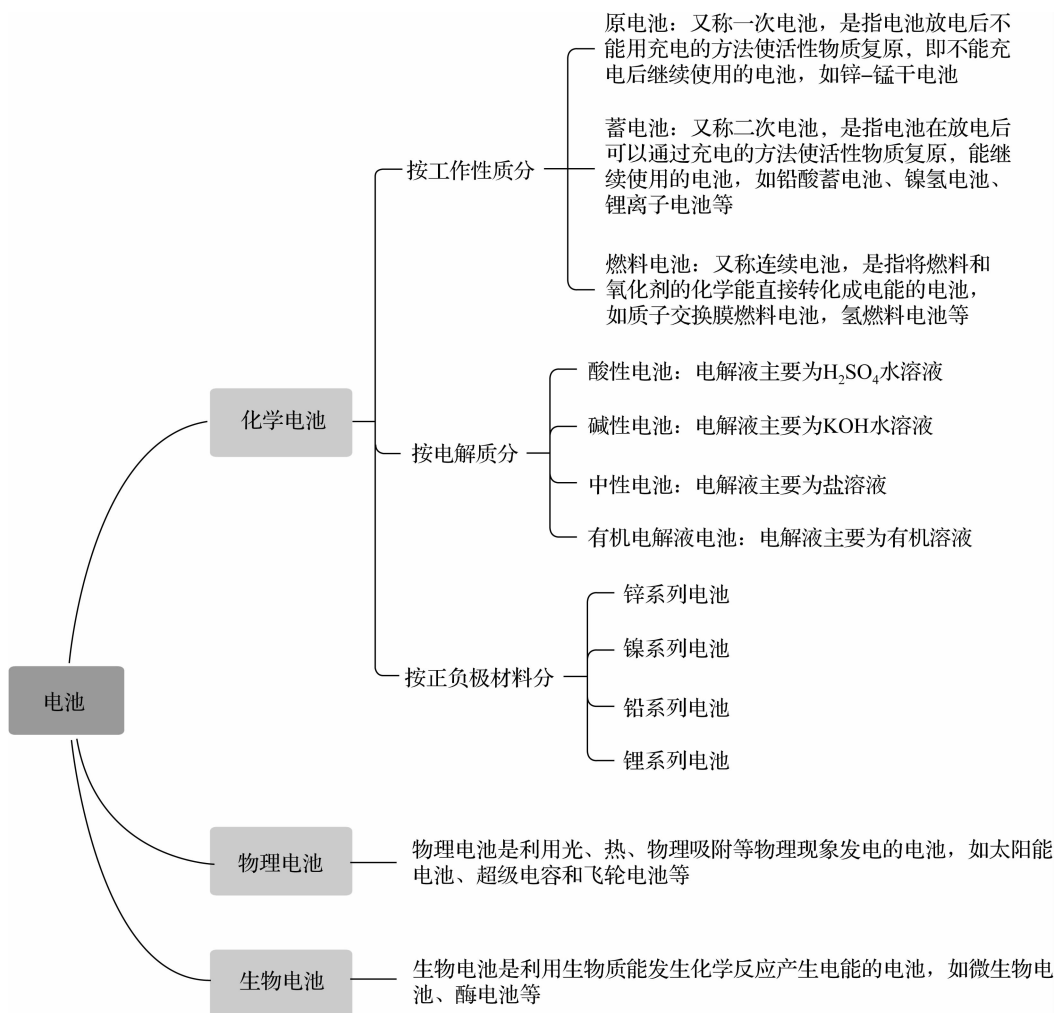 原电池：又称一次电池，是指电池放电后不
能用充电的方法使活性物质复原，即不能充
电后继续使用的电池，如锌–锰干电池
蓄电池：又称二次电池，是指电池在放电后
可以通过充电的方法使活性物质复原，能继
续使用的电池，如铅酸蓄电池、镍氢电池、
锂离子电池等
按工作性质分
燃料电池：又称连续电池，是指将燃料和
氧化剂的化学能直接转化成电能的电池，
如质子交换膜燃料电池，氢燃料电池等
化学电池
酸性电池：电解液主要为H₂SO₄水溶液
碱性电池：电解液主要为KOH水溶液
按电解质分
中性电池：电解液主要为盐溶液
有机电解液电池：电解液主要为有机溶液
锌系列电池
镍系列电池
按正负极材料分
铅系列电池
锂系列电池
电池
物理电池
物理电池是利用光、热、物理吸附等物理现象发电的电池，如太阳能
电池、超级电容和飞轮电池等
生物电池
生物电池是利用生物质能发生化学反应产生电能的电池，如微生物电
池、酶电池等